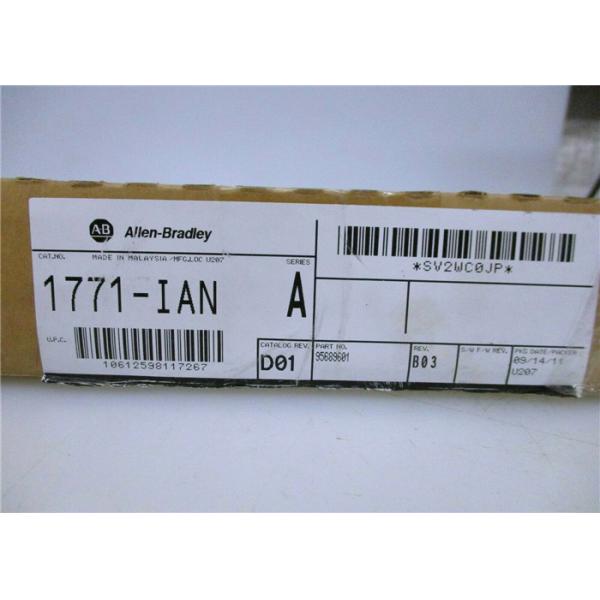 AB Allen-Bradley
*SV2WC0JP*
CAT.NO. MADE IN MALAYSIA/MFG.LOC U207 SERIES
1771-IAN A
U.P.C.
10612598117267
CATALOG REV.
D01
PART NO.
95689601
REV.
B03
S/W F/W REV.
PKG DATE/PACKER
09/14/11
U207